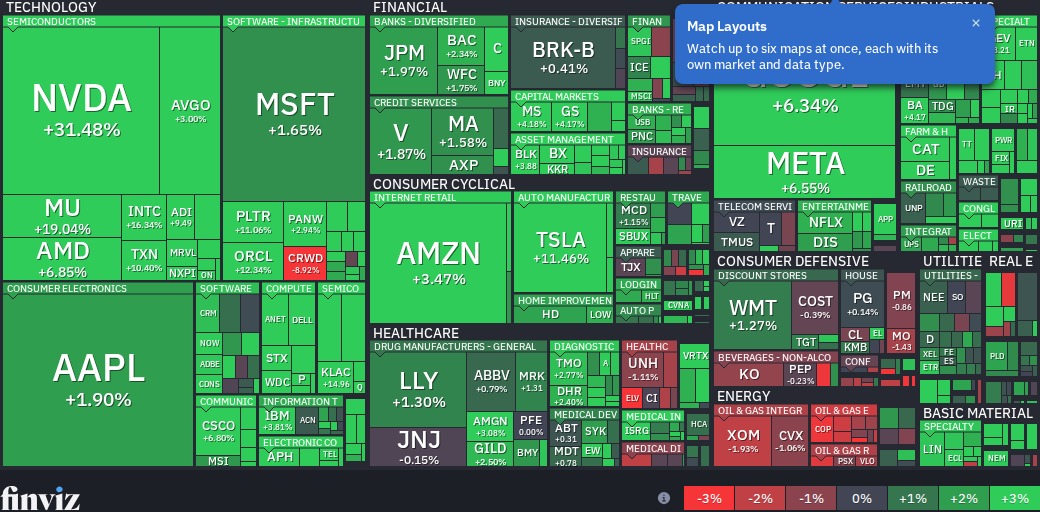 TECHNOLOGY
SEMICONDUCTORS
NVDA
+31.48%
AVGO
+3.00%
MU
+19.04%
AMD
+6.85%
INTC
+16.34%
ADI
+9.49
TXN
+10.40%
MRVL
NXPI
ON
SOFTWARE - INFRASTRUCTU
MSFT
+1.65%
PLTR
+11.06%
PANW
+2.94%
ORCL
+12.34%
CRWD
-8.92%
CONSUMER ELECTRONICS
AAPL
+1.90%
SOFTWARE
CRM
NOW
ADBE
CDNS
COMPUTE
ANET
DELL
STX
WDC
P
SEMICO
KLAC
+14.96
Q
COMMUNIC
CSCO
+6.80%
MSI
INFORMATION T
IBM
+3.81%
ACN
ELECTRONIC CO
APH
TEL
FINANCIAL
BANKS - DIVERSIFIED
JPM
+1.97%
BAC
+2.34%
C
WFC
+1.75%
BNY
CREDIT SERVICES
V
+1.87%
MA
+1.58%
AXP
INSURANCE - DIVERSIF
BRK-B
+0.41%
CAPITAL MARKETS
MS
+4.18%
GS
+4.17%
ASSET MANAGEMENT
BLK
+3.88
BX
KKR
FINAN
SPGI
ICE
MSCI
BANKS - RE
USB
PNC
INSURANCE
CONSUMER CYCLICAL
INTERNET RETAIL
AMZN
+3.47%
AUTO MANUFACTUR
TSLA
+11.46%
HOME IMPROVEMEN
HD
LOW
RESTAU
MCD
+1.15%
SBUX
APPARE
TJX
LODGIN
HLT
AUTO P
TRAVE
CVNA
HEALTHCARE
DRUG MANUFACTURERS - GENERAL
LLY
+1.30%
JNJ
-0.15%
ABBV
+0.79%
MRK
+1.31
AMGN
+3.08%
PFE
0.00%
GILD
+2.50%
BMY
DIAGNOSTIC
TMO
+2.77%
A
DHR
+2.40%
MEDICAL DEV
ABT
+0.31
SYK
MDT
+0.78
EW
HEALTHC
UNH
-1.11%
ELV
CI
MEDICAL IN
ISRG
MEDICAL DI
VRTX
HCA
Map Layouts
Watch up to six maps at once, each with its
own market and data type.
+6.34%
META
+6.55%
TELECOM SERVI
VZ
T
TMUS
ENTERTAINME
NFLX
DIS
APP
ETN
BA
+4.17
TDG
IR
FARM & H
CAT
DE
TT
PWR
FIX
RAILROAD
UNP
WASTE
CONGL
URI
INTEGRAT
UPS
ELECT
CONSUMER DEFENSIVE
DISCOUNT STORES
WMT
+1.27%
COST
-0.39%
TGT
BEVERAGES - NON-ALCO
KO
PEP
-0.23%
HOUSE
PG
+0.14%
CL
EL
KMB
CONF
PM
-0.86
MO
-1.43
ENERGY
OIL & GAS INTEGR
XOM
-1.93%
CVX
-1.06%
OIL & GAS E
COP
OIL & GAS R
PSX
VLO
UTILITIE
UTILITIES -
NEE
SO
D
XEL
FE
ES
ETR
REAL E
PLD
BASIC MATERIAL
SPECIALTY
LIN
ECL
NEM
finviz
-3%
-2%
-1%
0%
+1%
+2%
+3%